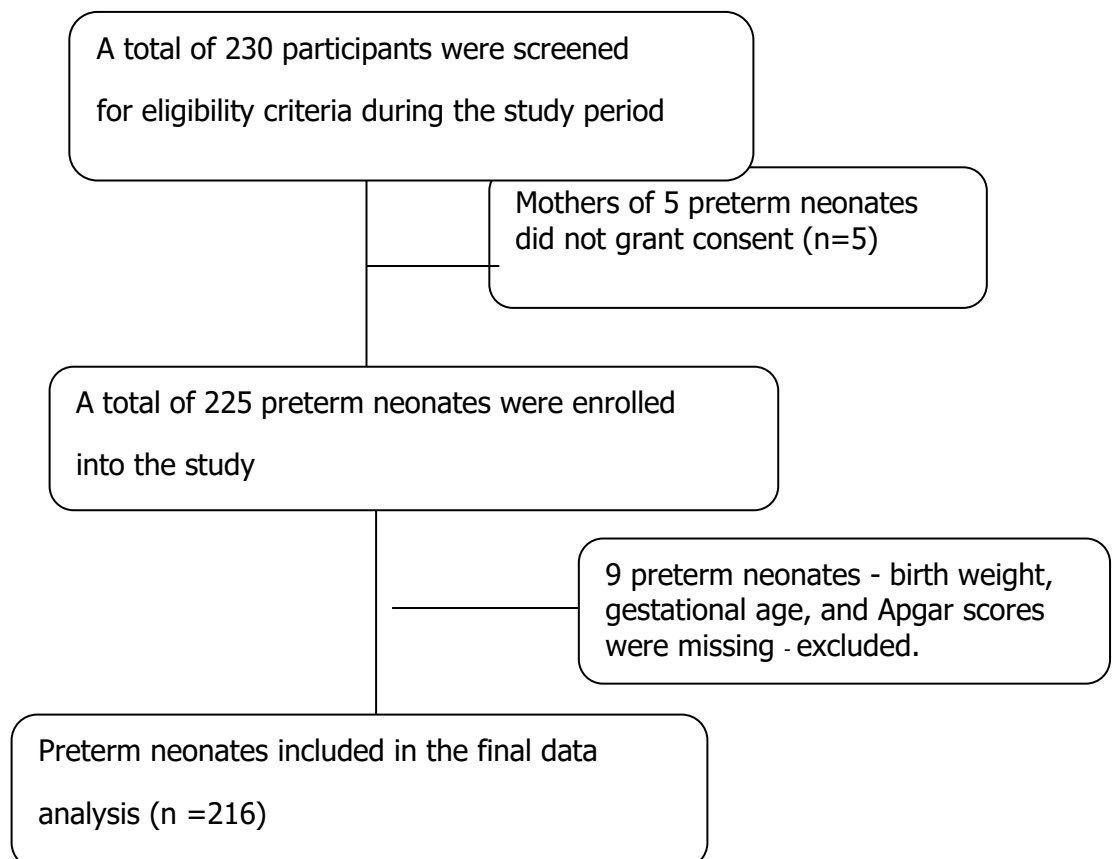 A total of 230 participants were screened
for eligibility criteria during the study period
Mothers of 5 preterm neonates
did not grant consent (n=5)
A total of 225 preterm neonates were enrolled
into the study
9 preterm neonates - birth weight,
gestational age, and Apgar scores
were missing - excluded.
Preterm neonates included in the final data
analysis (n =216)